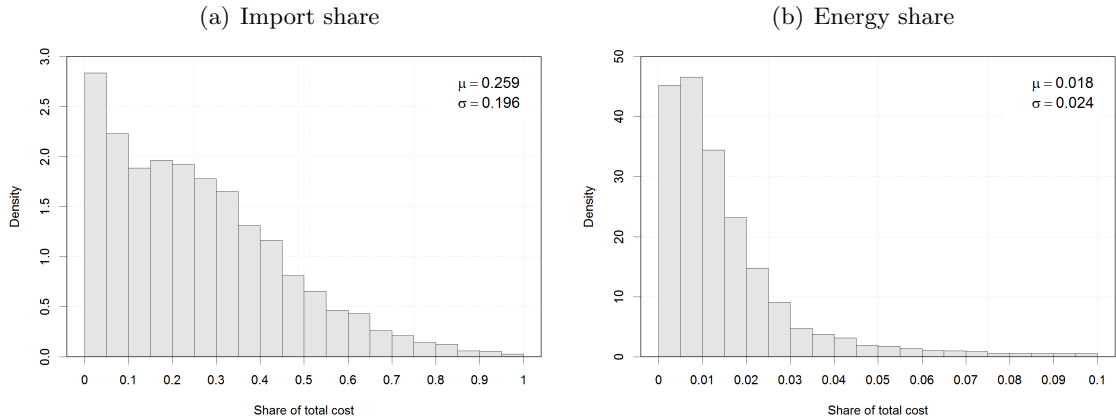 (a) Import share
μ = 0.259
σ = 0.196
Density
0.0 0.5 1.0 1.5 2.0 2.5 3.0
0 0.1 0.2 0.3 0.4 0.5 0.6 0.7 0.8 0.9 1
Share of total cost
(b) Energy share
μ = 0.018
σ = 0.024
Density
0 10 20 30 40 50
0 0.01 0.02 0.03 0.04 0.05 0.06 0.07 0.08 0.09 0.1
Share of total cost